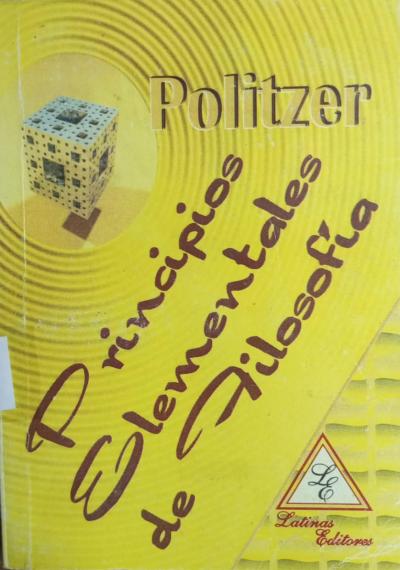 Politzer
Principios
Elementales
de Filosofía
LE
Latinas
Editores